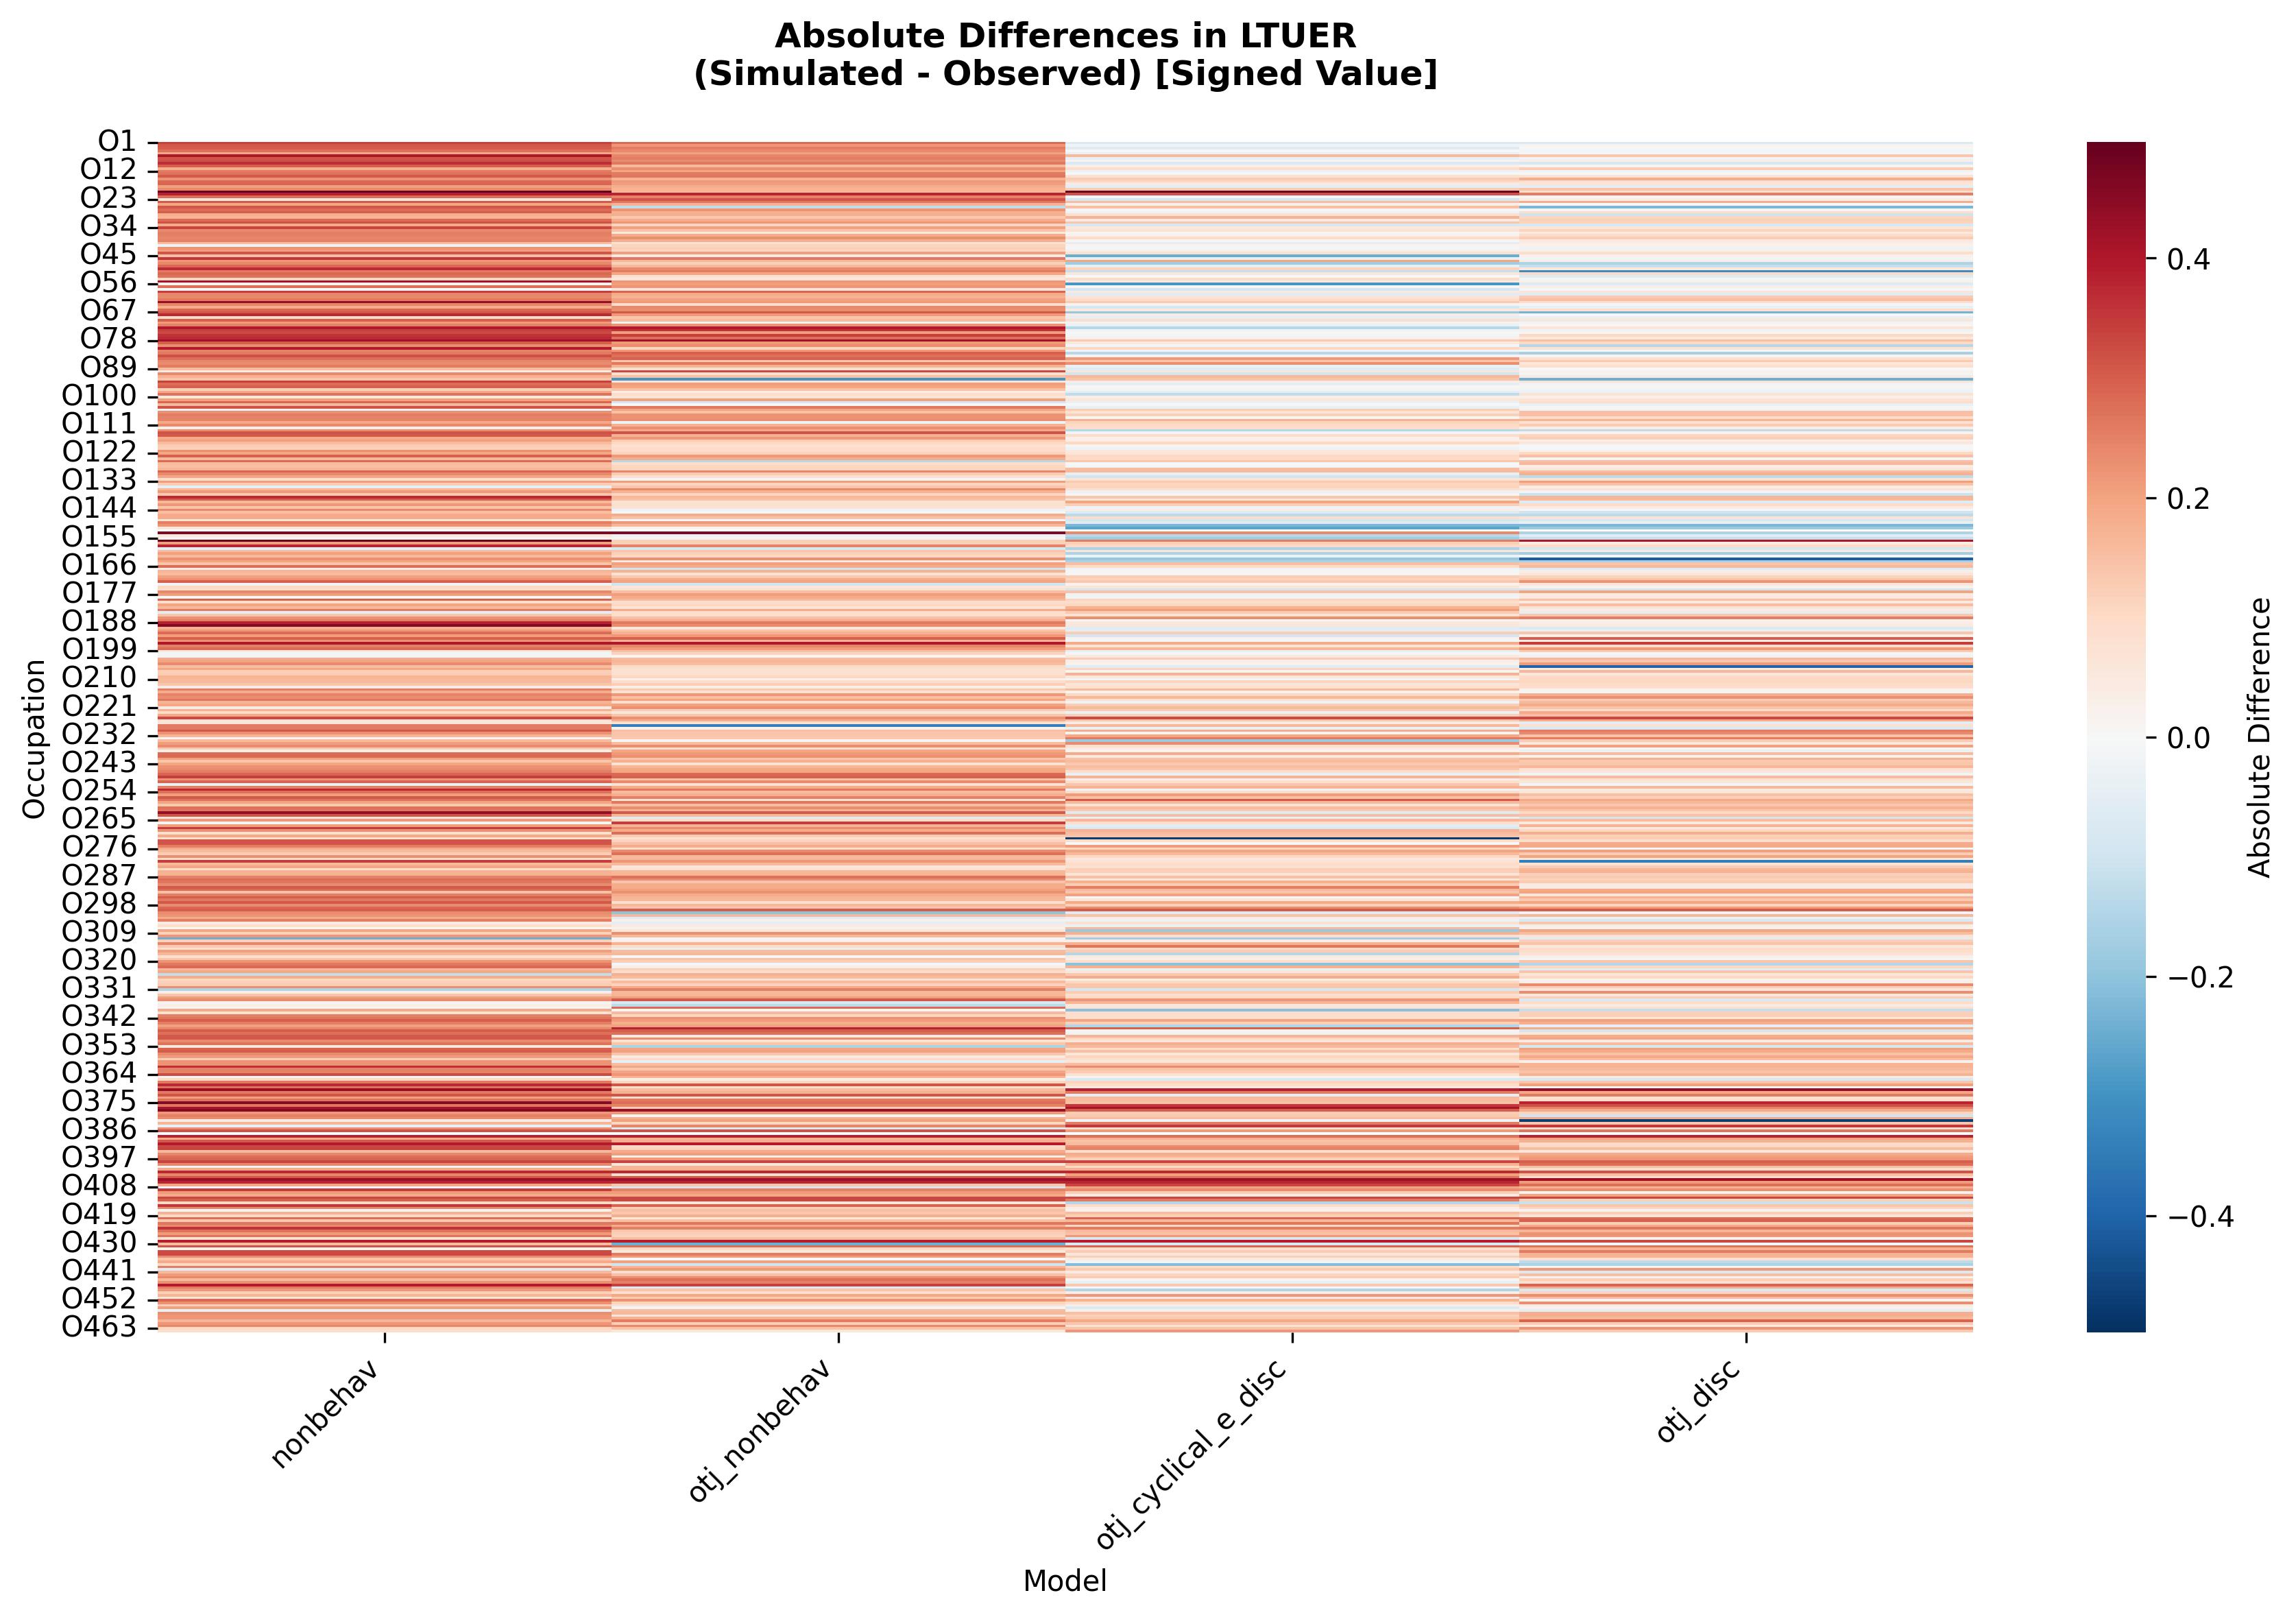 Absolute Differences in LTUER
(Simulated - Observed) [Signed Value]
Occupation
O1
O12
O23
O34
O45
O56
O67
O78
O89
O100
O111
O122
O133
O144
O155
O166
O177
O188
O199
O210
O221
O232
O243
O254
O265
O276
O287
O298
O309
O320
O331
O342
O353
O364
O375
O386
O397
O408
O419
O430
O441
O452
O463
nonbehav
otj_nonbehav
otj_cyclical_e_disc
otj_disc
Model
0.4
0.2
0.0
−0.2
−0.4
Absolute Difference